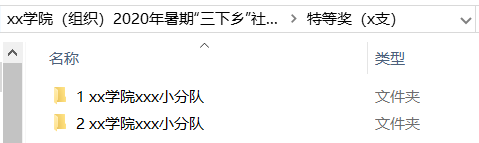 xx学院（组织）2020年暑期“三下乡”社... 特等奖（x支）
名称 类型
1 xx学院xxx小分队 文件夹
2 xx学院xxx小分队 文件夹